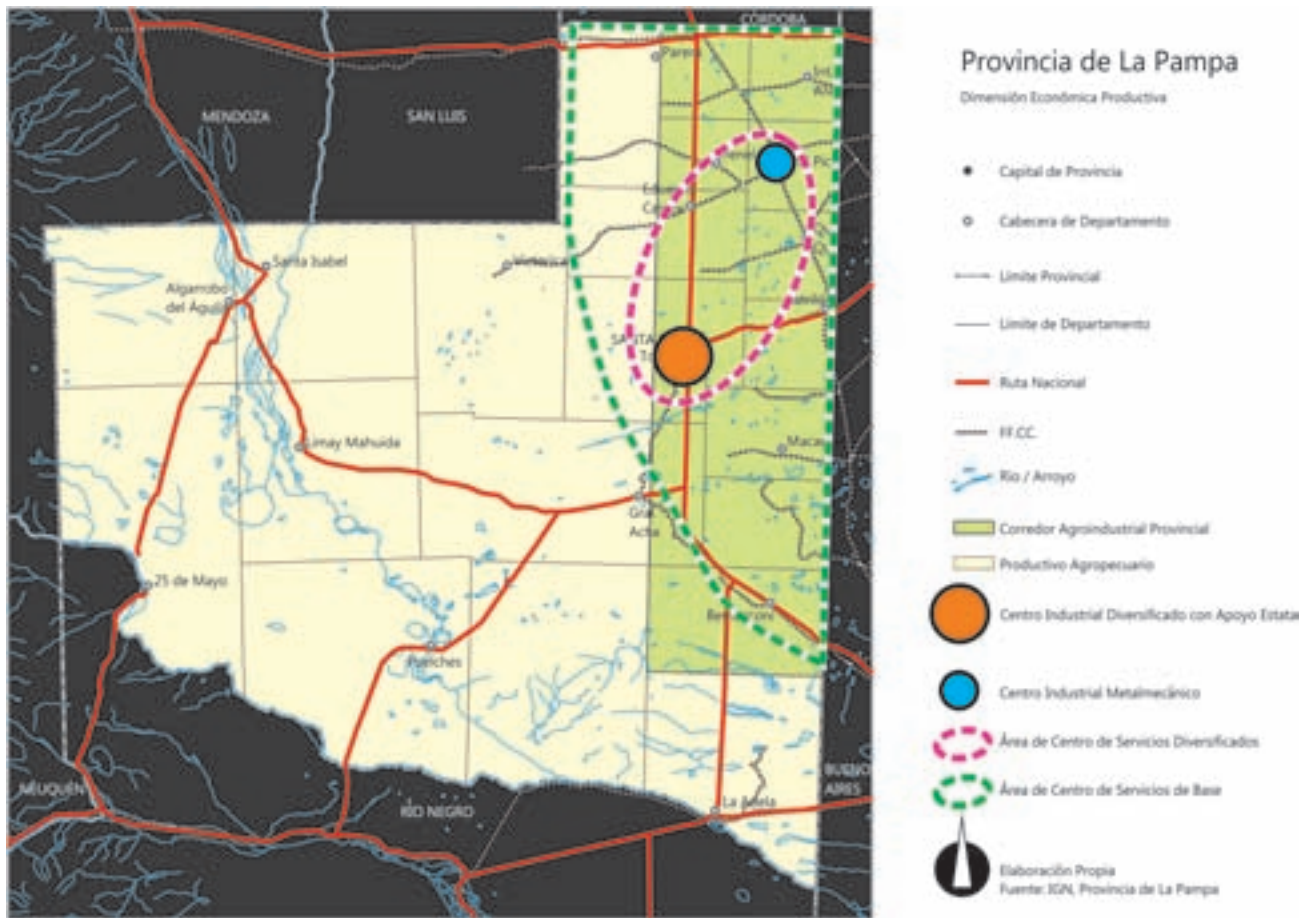 CÓRDOBA
MENDOZA
SAN LUIS
Santa Isabel
Algarrobo
del Águila
Victorica
SANTA
Limay Mahuida
Gral
Acha
25 de Mayo
Puelches
NEUQUÉN
RÍO NEGRO
La Adela
BUENOS
AIRES
Provincia de La Pampa
Dimensión Económica Productiva
Capital de Provincia
Cabecera de Departamento
Límite Provincial
Límite de Departamento
Ruta Nacional
FF.CC.
Río / Arroyo
Corredor Agroindustrial Provincial
Productivo Agropecuario
Centro Industrial Diversificado con Apoyo Estatal
Centro Industrial Metalmecánico
Área de Centro de Servicios Diversificados
Área de Centro de Servicios de Base
Elaboración Propia
Fuente: IGN, Provincia de La Pampa